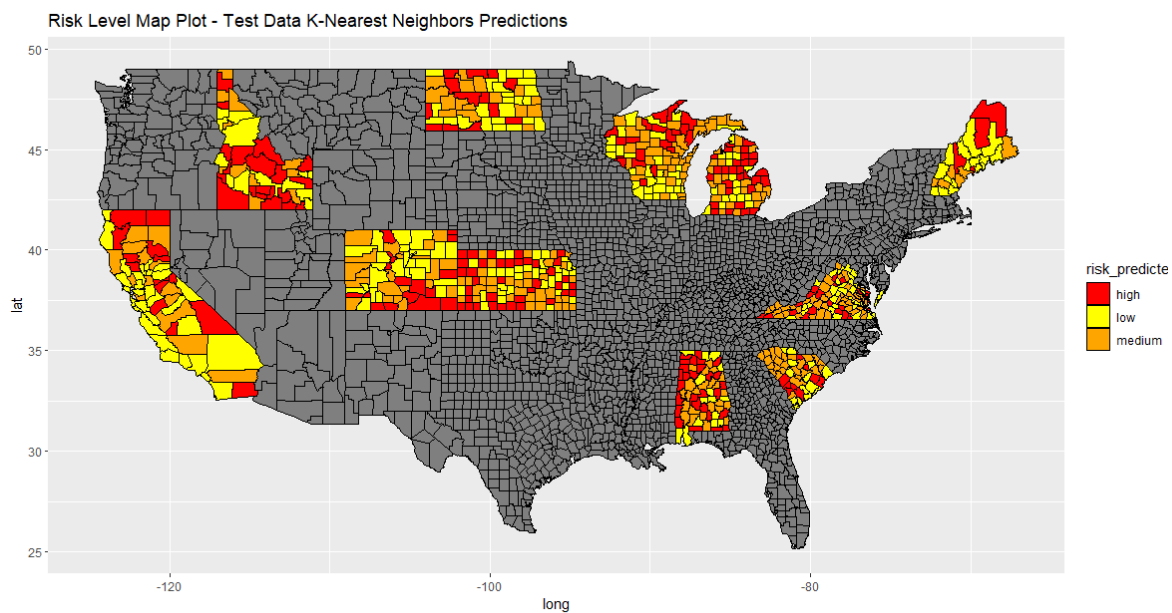 Risk Level Map Plot - Test Data K-Nearest Neighbors Predictions
50
45
40
35
30
25
lat
-120
-100
-80
long
risk_predicte
high
low
medium